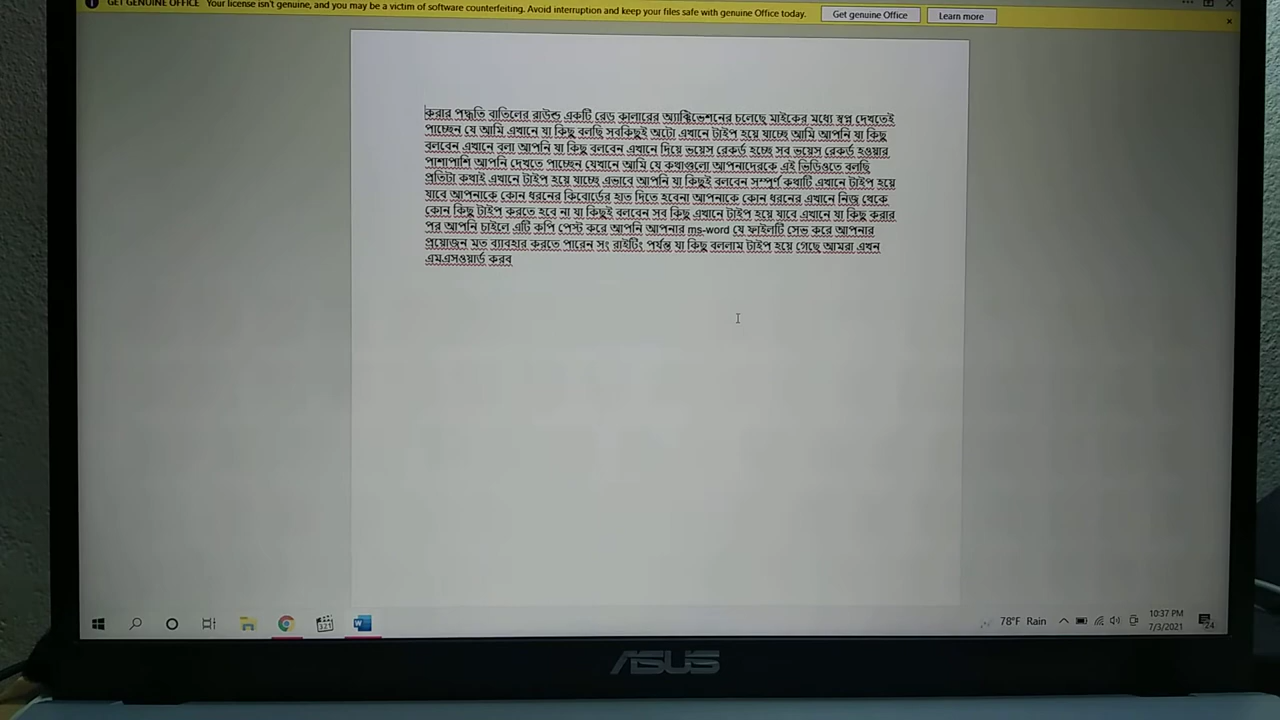 GET GENUINE OFFICE Your license isn't genuine, and you may be a victim of software counterfeiting. Avoid interruption and keep your files safe with genuine Office today. Get genuine Office Learn more
করার পদ্ধতি বাতিলের রাউন্ড একটি রেড কালারের অ্যাক্টিভেশনের চলেছে মাইকের মধ্যে স্বপ্ন দেখতেই
পাচ্ছেন যে আমি এখানে যা কিছু বলছি সবকিছুই অটো এখানে টাইপ হয়ে যাচ্ছে আমি আপনি যা কিছু
বলবেন এখানে বলা আপনি যা কিছু বলবেন এখানে দিয়ে ভয়েস রেকর্ড হচ্ছে সব ভয়েস রেকর্ড হওয়ার
পাশাপাশি আপনি দেখতে পাচ্ছেন যেখানে আমি যে কথাগুলো আপনাদেরকে এই ভিডিওতে বলছি
প্রতিটা কথাই এখানে টাইপ হয়ে যাচ্ছে এভাবে আপনি যা কিছুই বলবেন সম্পূর্ণ কথাটি এখানে টাইপ হয়ে
যাবে আপনাকে কোন ধরনের কিবোর্ডের হাত দিতে হবেনা আপনাকে কোন ধরনের এখানে নিজ থেকে
কোন কিছু টাইপ করতে হবে না যা কিছুই বলবেন সব কিছু এখানে টাইপ হয়ে যাবে এখানে যা কিছু করার
পর আপনি চাইলে এটি কপি পেস্ট করে আপনি আপনার ms-word যে ফাইলটি সেভ করে আপনার
প্রয়োজন মত ব্যবহার করতে পারেন সং রাইটিং পর্যন্ত যা কিছু বললাম টাইপ হয়ে গেছে আমরা এখন
এমএসওয়ার্ড করব
78°F Rain
10:37 PM
7/3/2021
24
ASUS